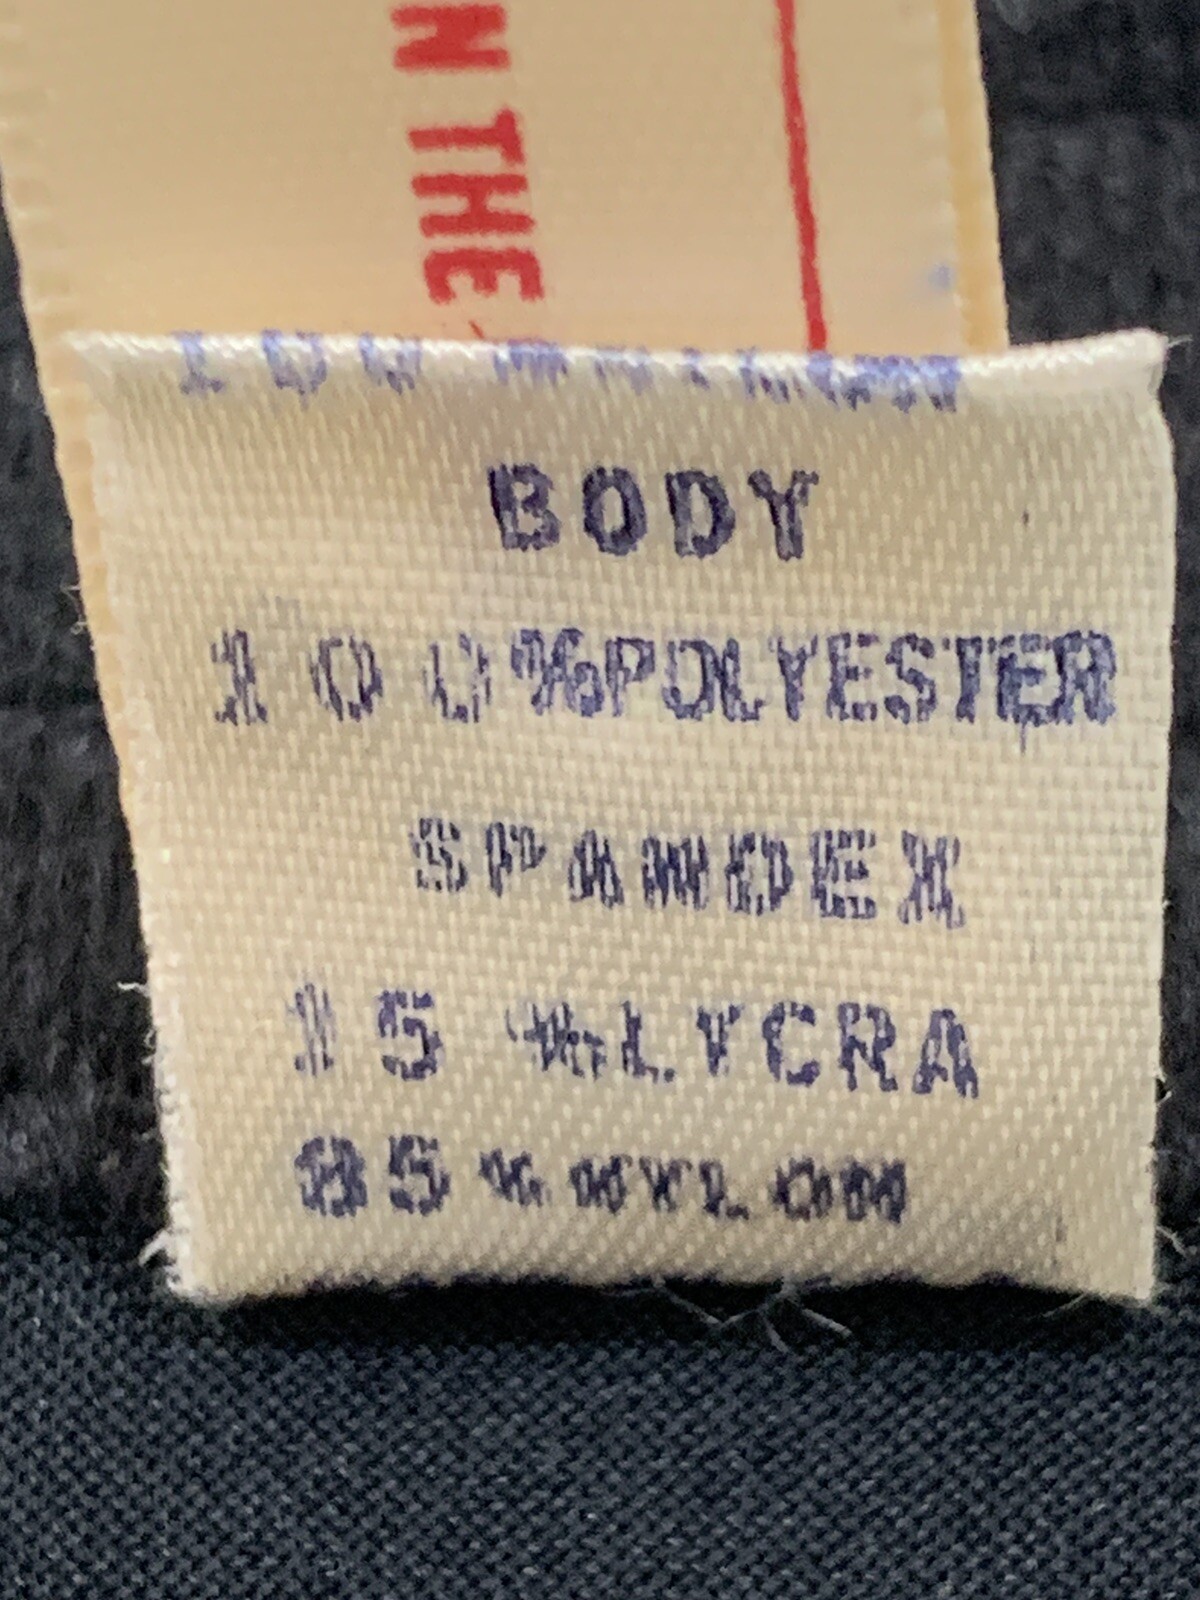 N THE
BODY
100%POLYESTER
SPANDEX
15%LYCRA
85%NYLON